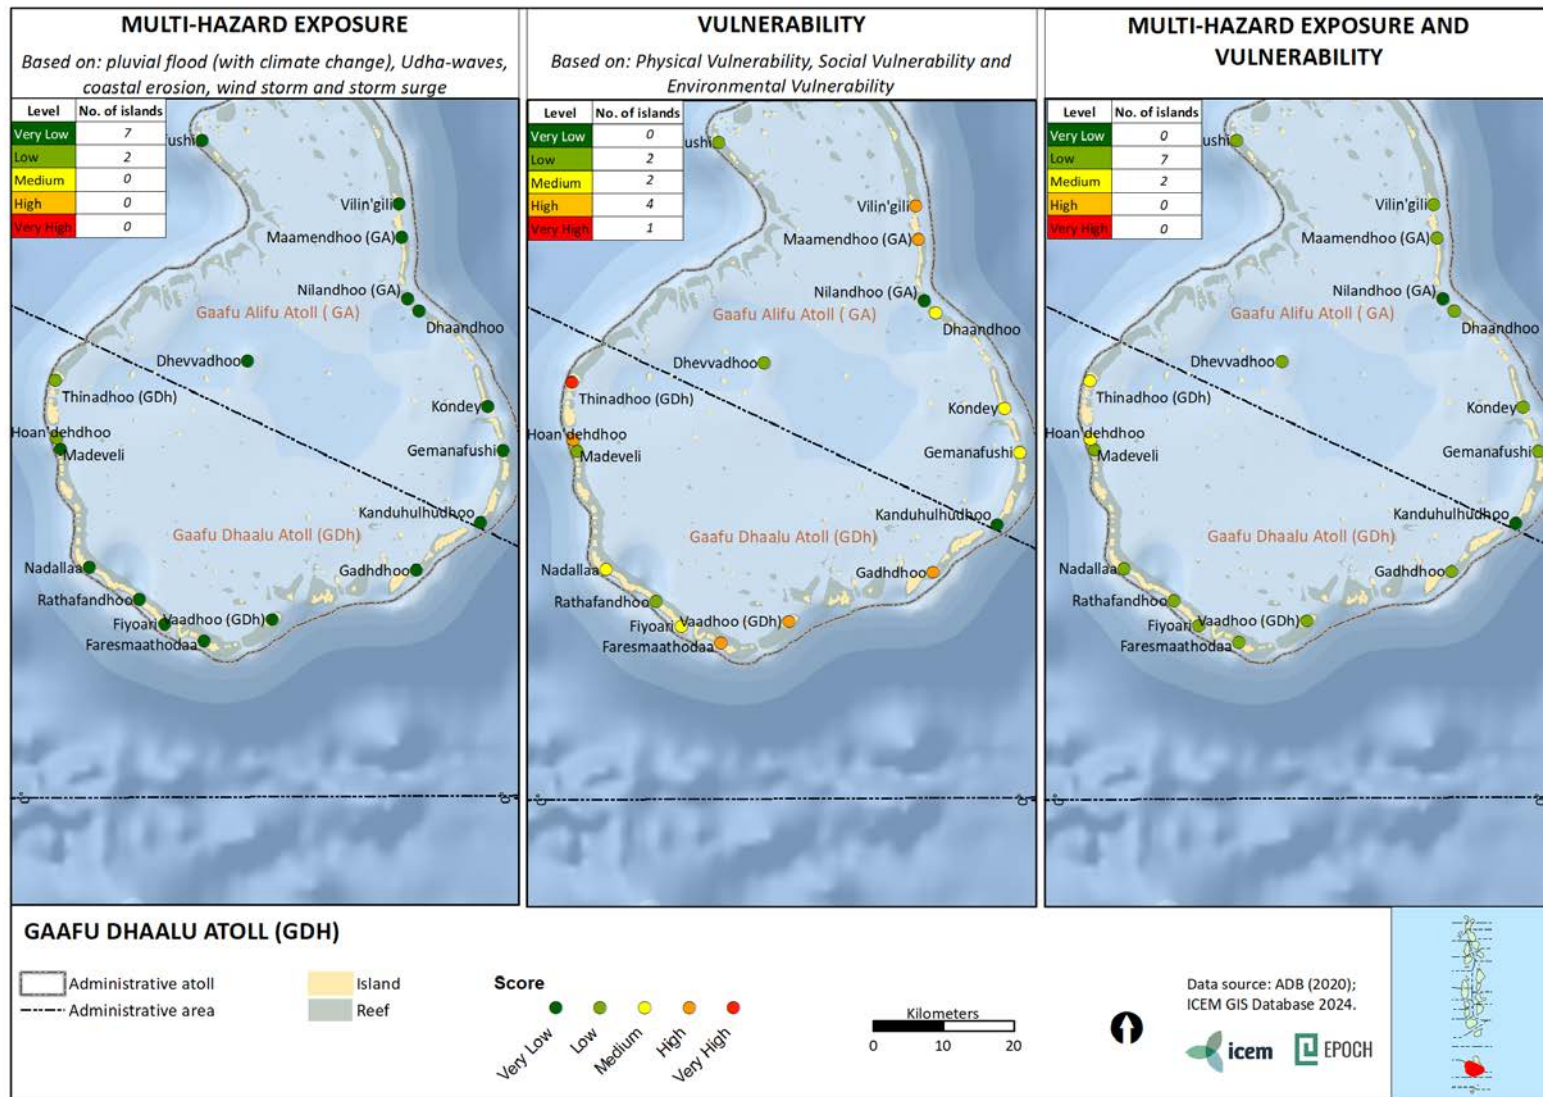 MULTI-HAZARD EXPOSURE
Based on: pluvial flood (with climate change), Udha-waves,
coastal erosion, wind storm and storm surge
Level No. of islands
Very Low 7
Low 2
Medium 0
High 0
Very High 0
ushi
Vilin'gili
Maamendhoo (GA)
Nilandhoo (GA)
Gaafu Alifu Atoll ( GA)
Dhaandhoo
Dhevvadhoo
Thinadhoo (GDh)
Kondey
Hoan'dehdhoo
Madeveli
Gemanafushi
Kanduhulhudhoo
Gaafu Dhaalu Atoll (GDh)
Nadallaa
Gadhdhoo
Rathafandhoo
Fiyoari
Vaadhoo (GDh)
Faresmaathodaa
0°
0°
VULNERABILITY
Based on: Physical Vulnerability, Social Vulnerability and
Environmental Vulnerability
Level No. of islands
Very Low 0
Low 2
Medium 2
High 4
Very High 1
ushi
Vilin'gili
Maamendhoo (GA)
Nilandhoo (GA)
Gaafu Alifu Atoll ( GA)
Dhaandhoo
Dhevvadhoo
Thinadhoo (GDh)
Kondey
Hoan'dehdhoo
Madeveli
Gemanafushi
Kanduhulhudhoo
Gaafu Dhaalu Atoll (GDh)
Nadallaa
Gadhdhoo
Rathafandhoo
Fiyoari
Vaadhoo (GDh)
Faresmaathodaa
0°
0°
MULTI-HAZARD EXPOSURE AND
VULNERABILITY
Level No. of islands
Very Low 0
Low 7
Medium 2
High 0
Very High 0
ushi
Vilin'gili
Maamendhoo (GA)
Nilandhoo (GA)
Gaafu Alifu Atoll ( GA)
Dhaandhoo
Dhevvadhoo
Thinadhoo (GDh)
Kondey
Hoan'dehdhoo
Madeveli
Gemanafushi
Kanduhulhudhoo
Gaafu Dhaalu Atoll (GDh)
Nadallaa
Gadhdhoo
Rathafandhoo
Fiyoari
Vaadhoo (GDh)
Faresmaathodaa
0°
0°
GAAFU DHAALU ATOLL (GDH)
Administrative atoll
Administrative area
Island
Reef
Score
Very Low
Low
Medium
High
Very High
Kilometers
0 10 20
Data source: ADB (2020);
ICEM GIS Database 2024.
icem
EPOCH